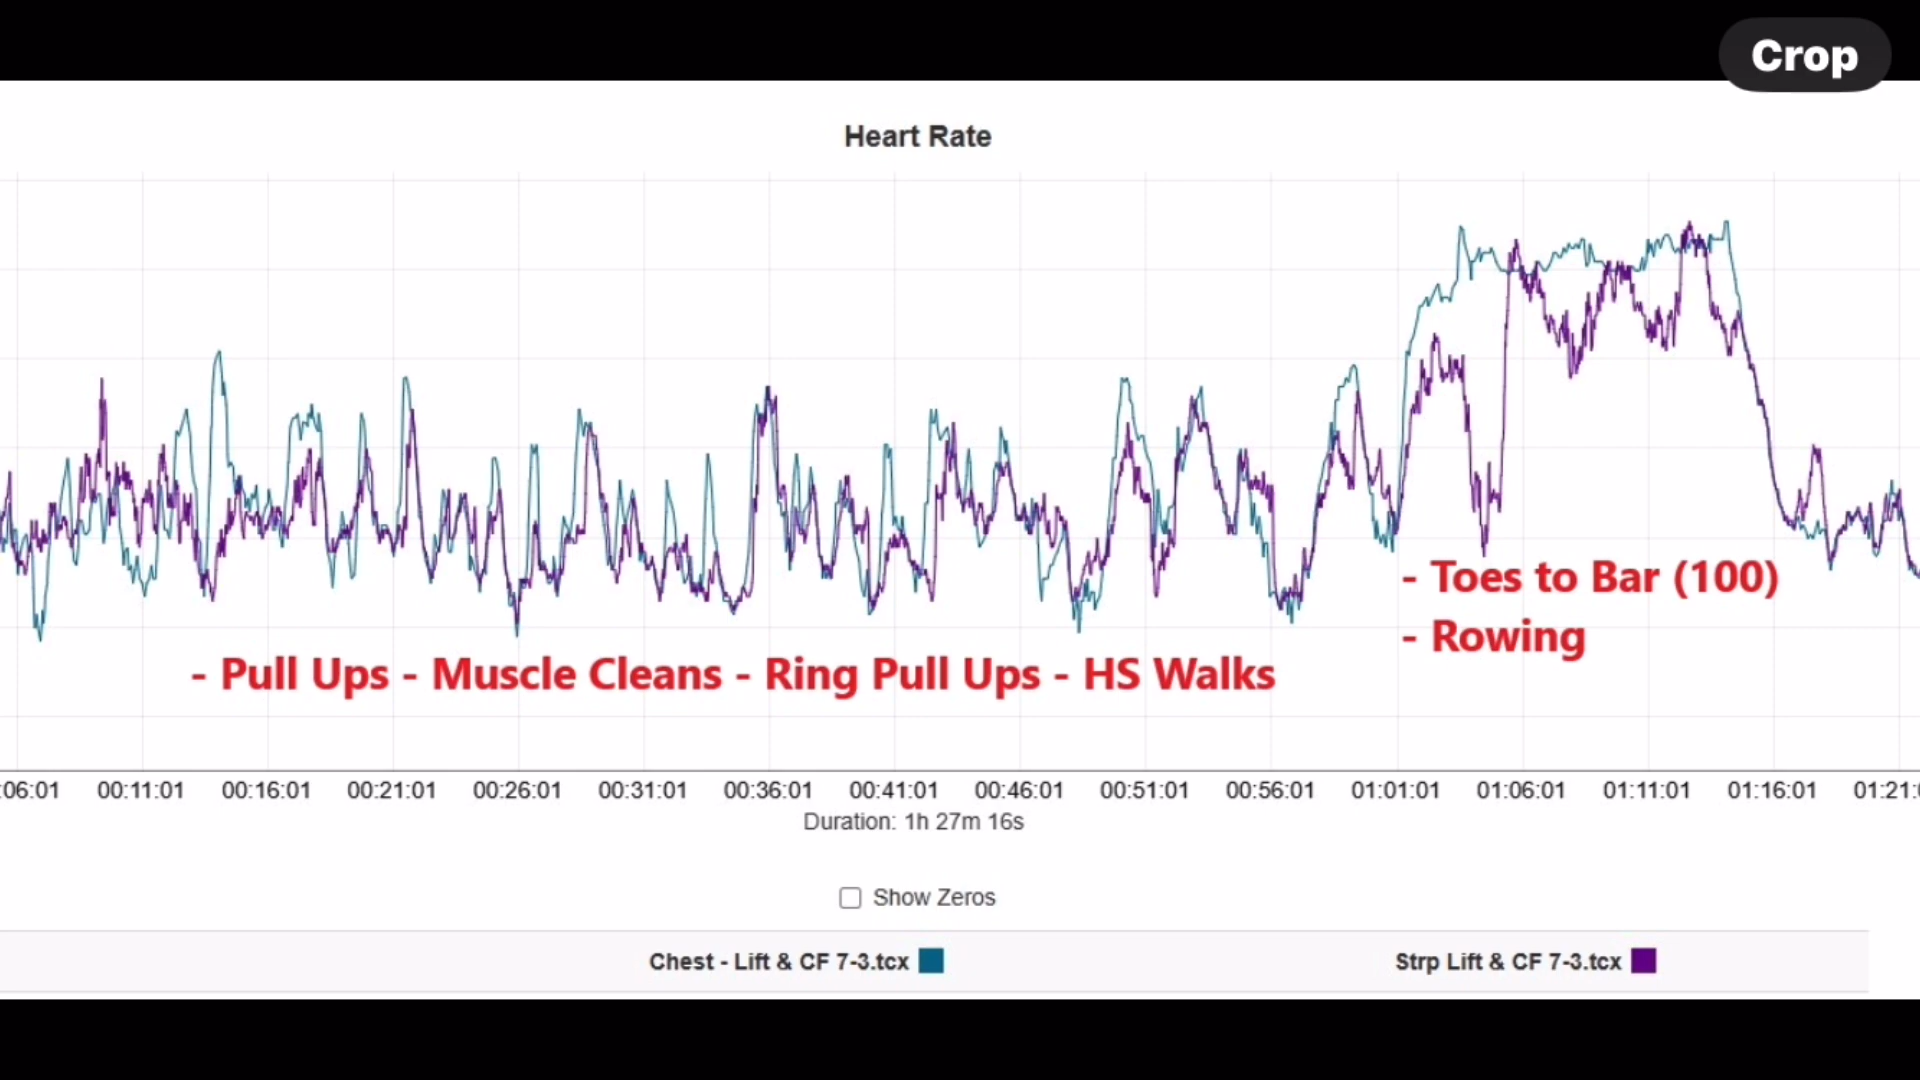 Crop
Heart Rate
- Toes to Bar (100)
- Rowing
- Pull Ups - Muscle Cleans - Ring Pull Ups - HS Walks
:06:01 00:11:01 00:16:01 00:21:01 00:26:01 00:31:01 00:36:01 00:41:01 00:46:01 00:51:01 00:56:01 01:01:01 01:06:01 01:11:01 01:16:01 01:21:
Duration: 1h 27m 16s
Show Zeros
Chest - Lift & CF 7-3.tcx Strp Lift & CF 7-3.tcx